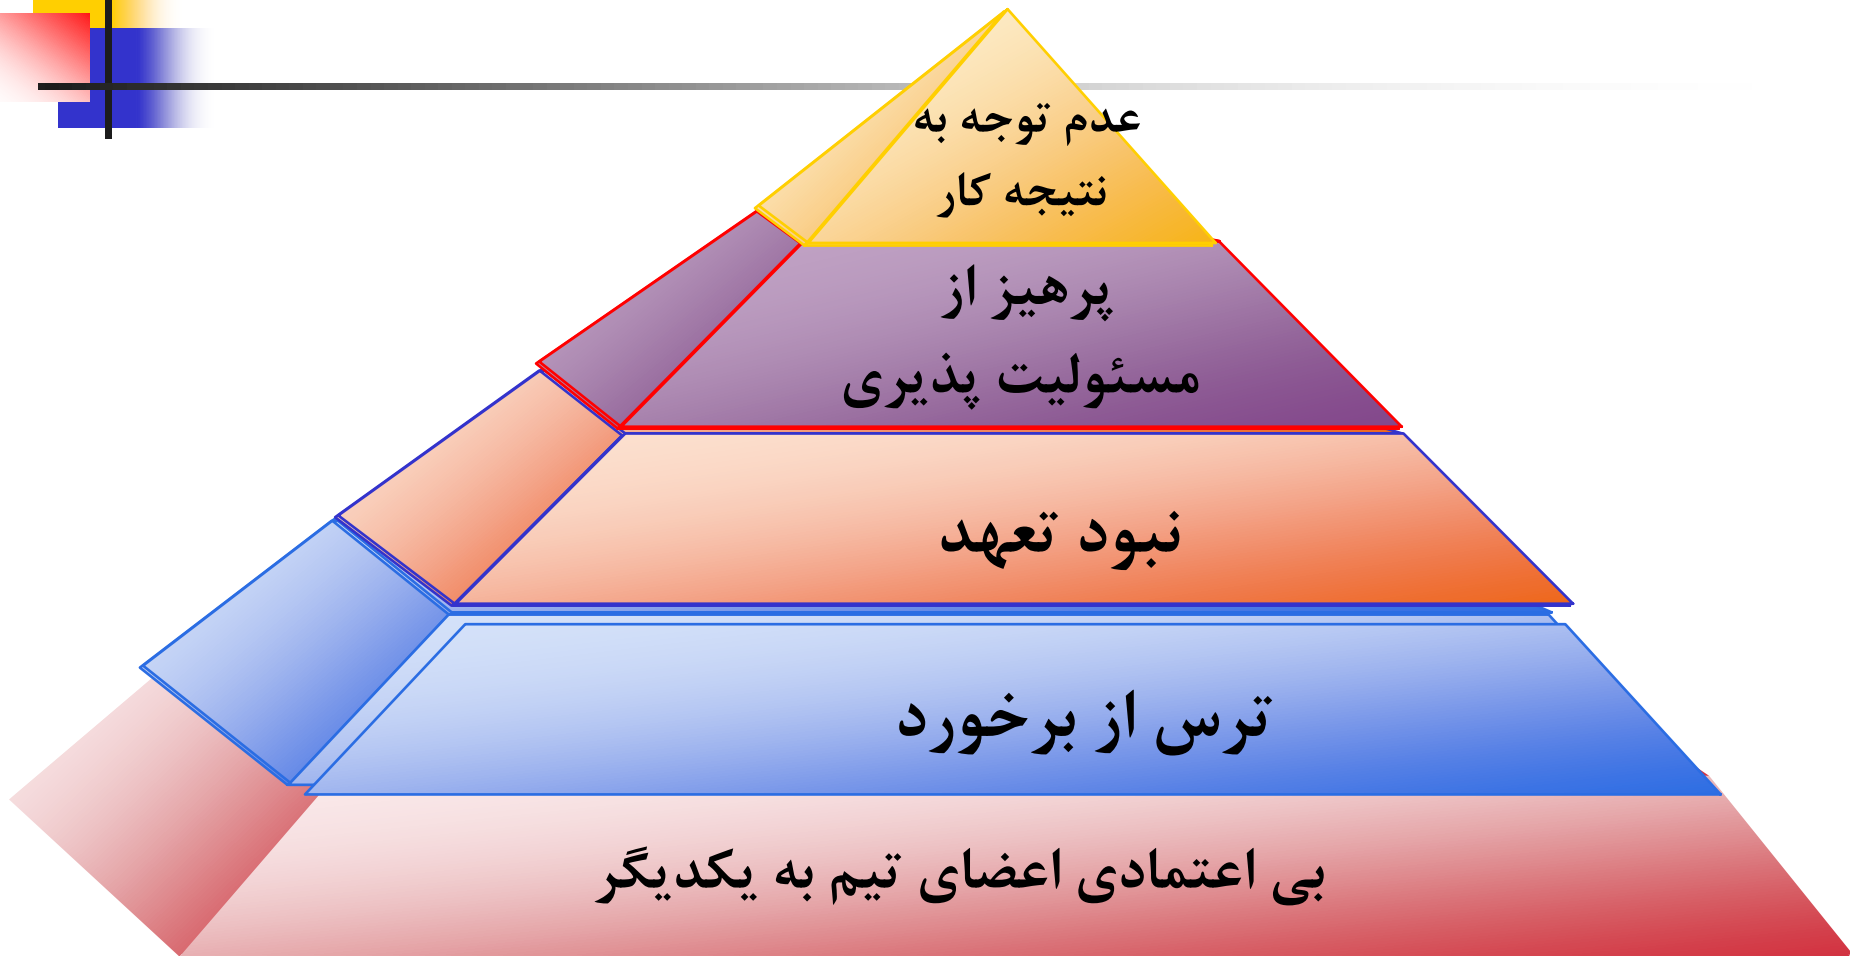 عدم توجه به
نتیجه کار
پرهیز از
مسئولیت پذیری
نبود تعهد
ترس از برخورد
بی اعتمادی اعضای تیم به یکدیگر